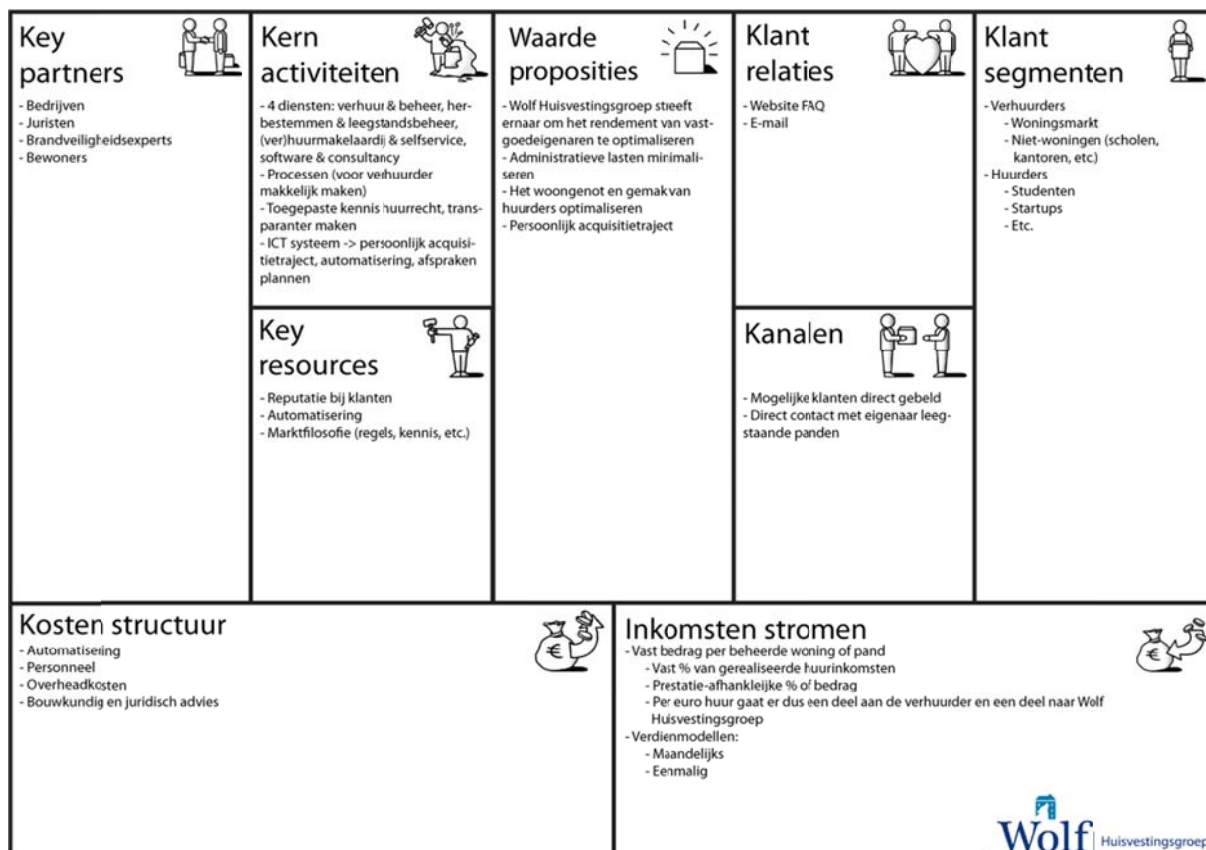 Key
partners
- Bedrijven
- Juristen
- Brandveiligheidsexperts
- Bewoners
Kern
activiteiten
- 4 diensten: verhuur & beheer, her-
bestemmen & leegstandsbeheer,
(ver)huurmakelaardij & selfservice,
software & consultancy
- Processen (voor verhuurder
makkelijk maken)
- Toegepaste kennis huurrecht, trans-
paranter maken
- ICT systeem -> persoonlijk acquisi-
tietraject, automatisering, afspraken
plannen
Key
resources
- Reputatie bij klanten
- Automatisering
- Marktfilosofie (regels, kennis, etc.)
Waarde
proposities
- Wolf Huisvestingsgroep streeft
ernaar om het rendement van vast-
goedeigenaren te optimaliseren
- Administratieve lasten minimali-
seren
- Het woongenot en gemak van
huurders optimaliseren
- Persoonlijk acquisitietraject
Klant
relaties
- Website FAQ
- E-mail
Kanalen
- Mogelijke klanten direct gebeld
- Direct contact met eigenaar leeg-
staande panden
Klant
segmenten
- Verhuurders
- Woningsmarkt
- Niet-woningen (scholen,
kantoren, etc.)
- Huurders
- Studenten
- Startups
- Etc.
Kosten structuur
- Automatisering
- Personneel
- Overheadkosten
- Bouwkundig en juridisch advies
€
Inkomsten stromen
- Vast bedrag per beheerde woning of pand
- Vast % van gerealiseerde huurinkomsten
- Prestatie-afhankleijke % of bedrag
- Per euro huur gaat er dus een deel aan de verhuurder en een deel naar Wolf
Huisvestingsgroep
- Verdienmodellen:
- Maandelijks
- Eenmalig
€
Wolf | Huisvestingsgroep